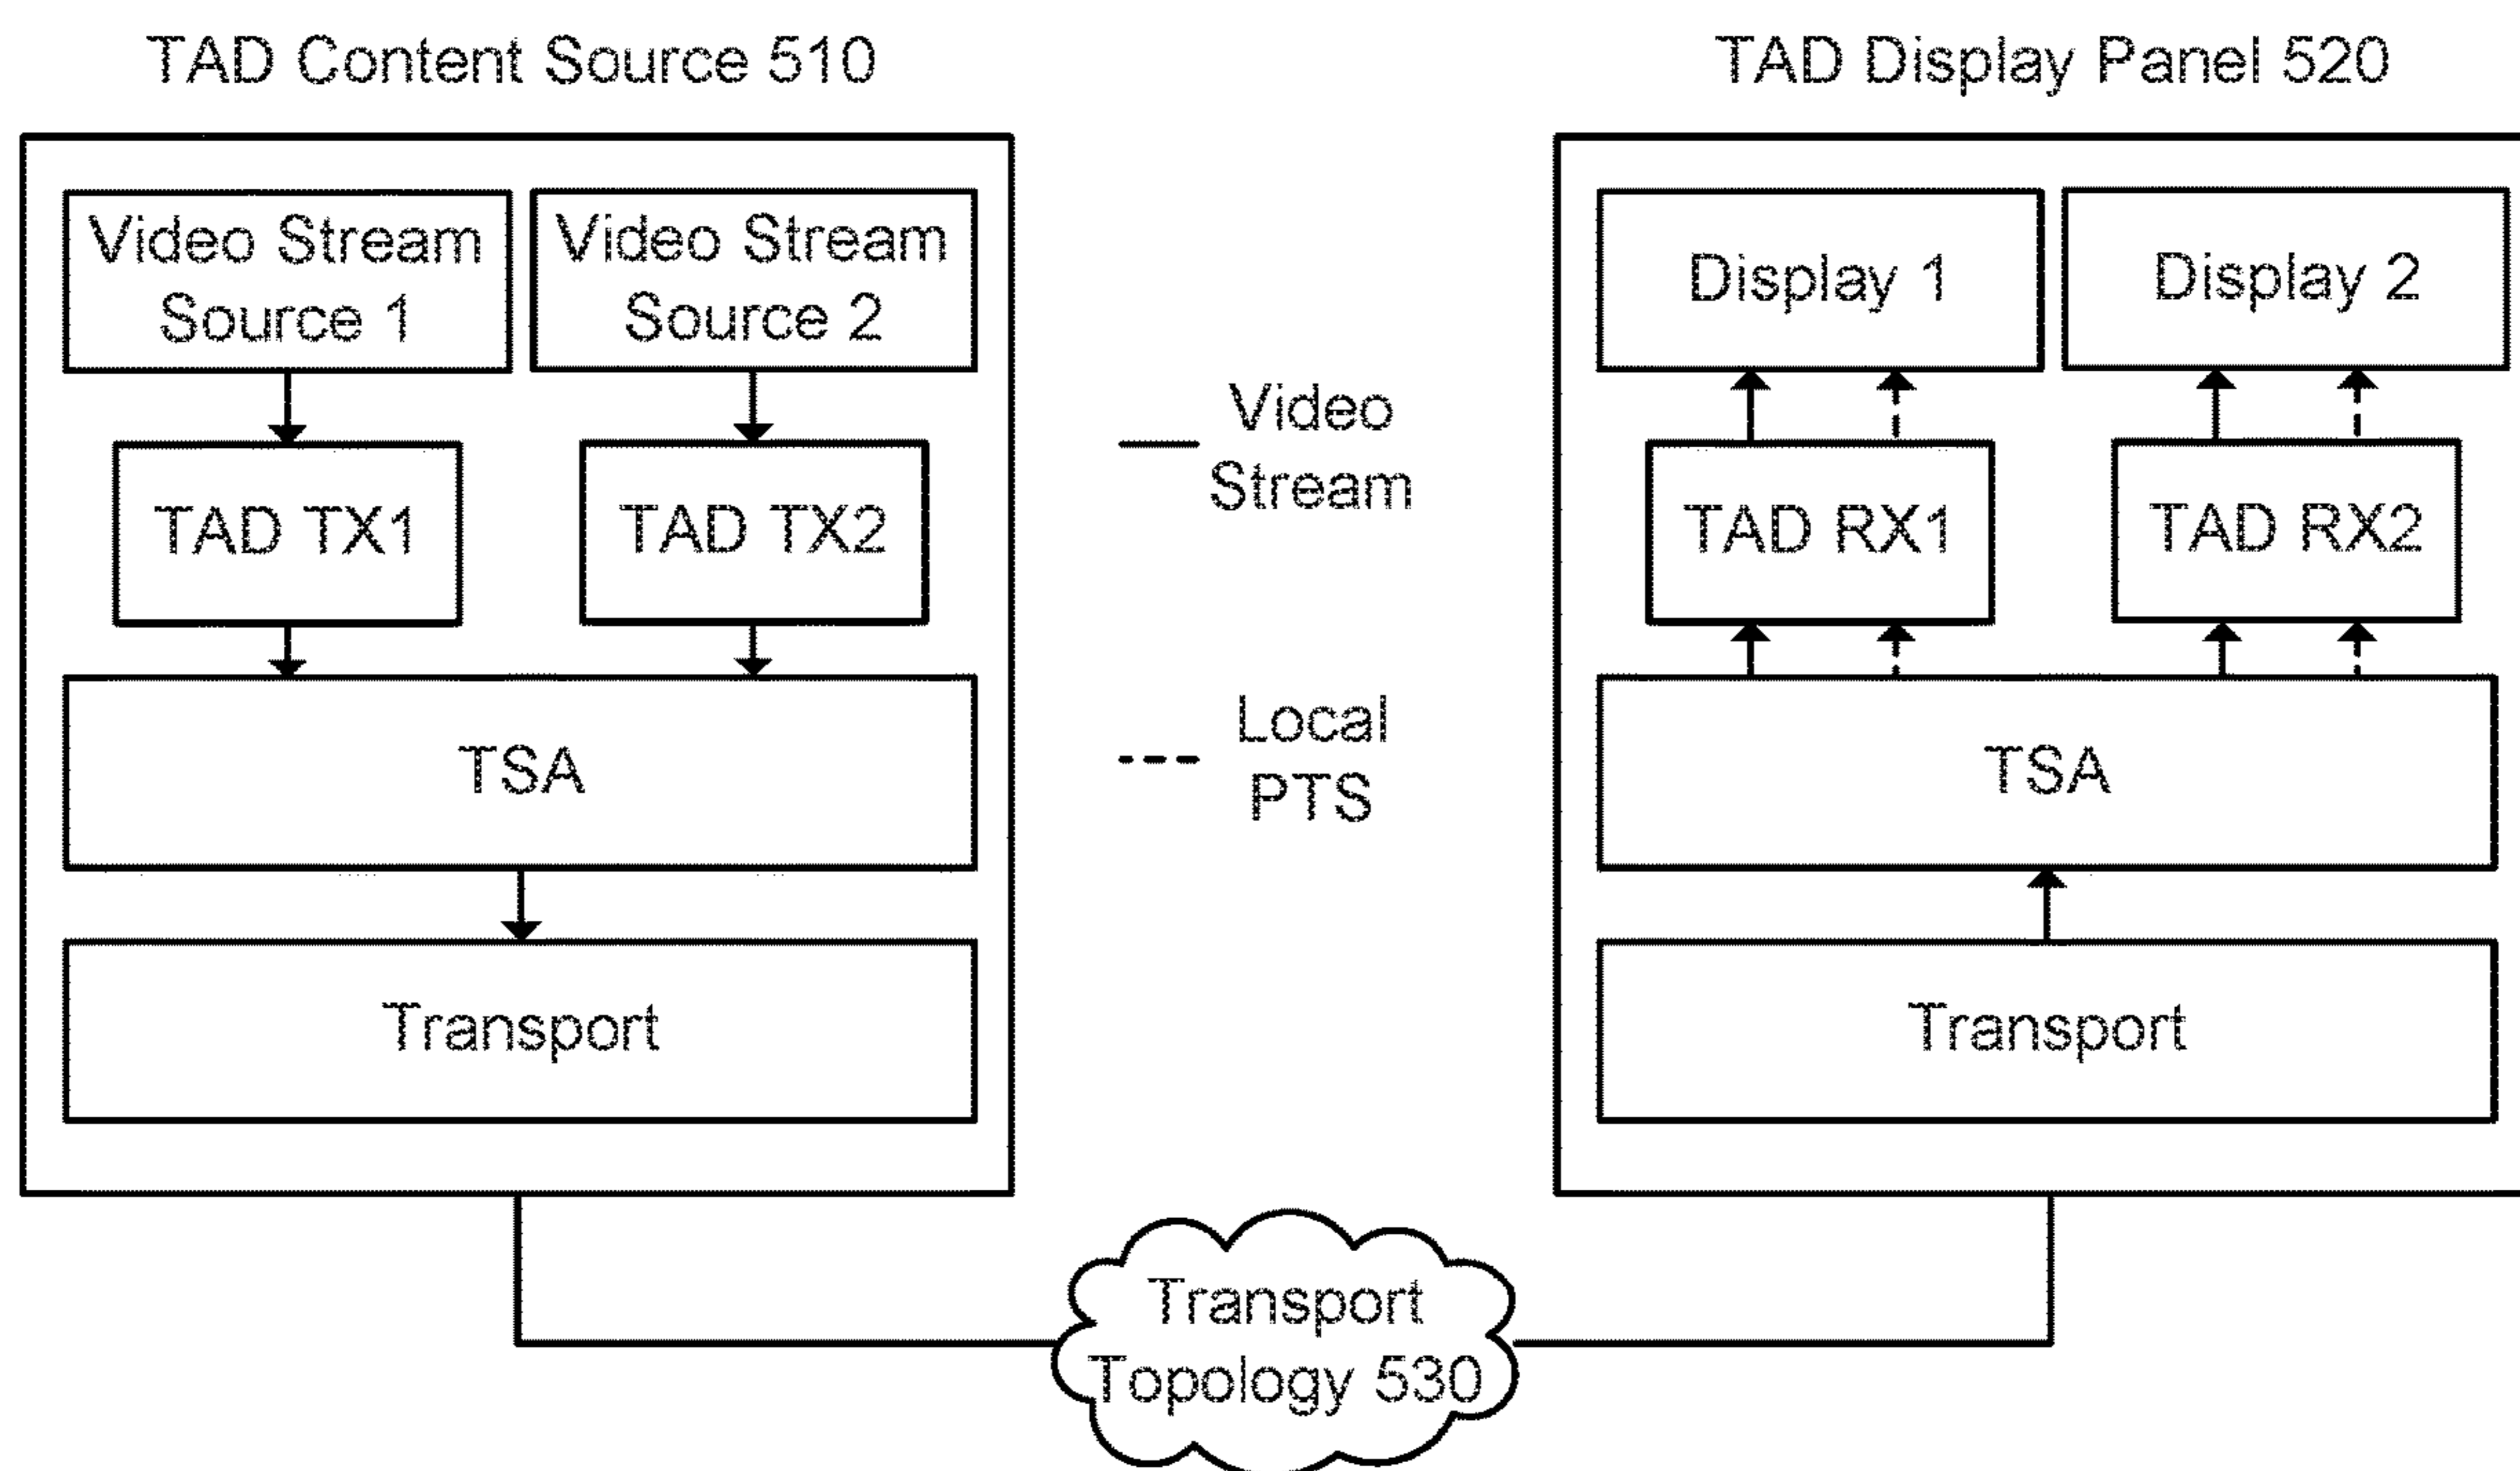 TAD Content Source 510
TAD Display Panel 520
Video Stream
Source 1
Video Stream
Source 2
TAD TX1
TAD TX2
TSA
Transport
Video
Stream
Local
PTS
Display 1
Display 2
TAD RX1
TAD RX2
TSA
Transport
Transport
Topology 530